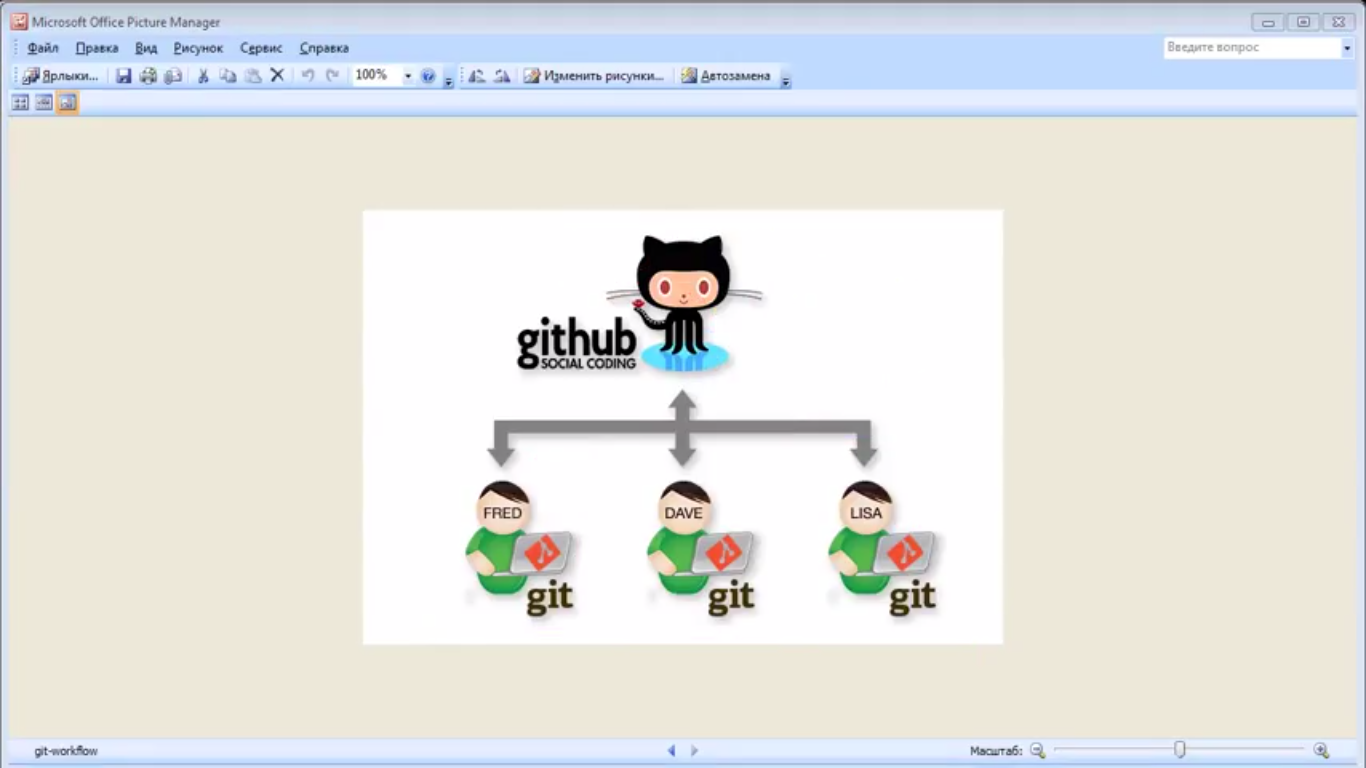 Microsoft Office Picture Manager
Файл Правка Вид Рисунок Сервис Справка
Введите вопрос
Ярлыки... 100% Изменить рисунки... Автозамена
github
SOCIAL CODING
FRED DAVE LISA
git git git
git-workflow Масштаб: